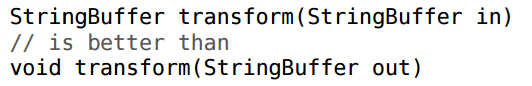 StringBuffer transform(StringBuffer in)
// is better than
void transform(StringBuffer out)